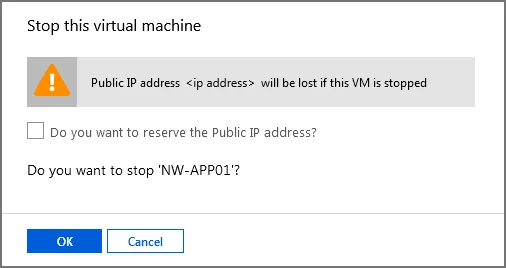 Stop this virtual machine
Public IP address <ip address> will be lost if this VM is stopped
Do you want to reserve the Public IP address?
Do you want to stop 'NW-APP01'?
OK
Cancel